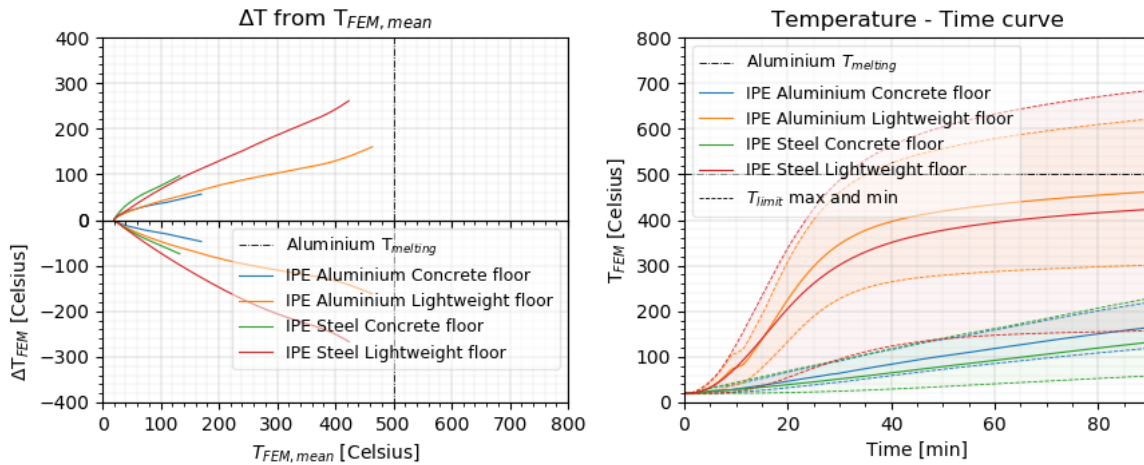 ΔT from T_FEM, mean
400
300
200
100
0
−100
−200
−300
−400
ΔT_FEM [Celsius]
Aluminium T_melting
IPE Aluminium Concrete floor
IPE Aluminium Lightweight floor
IPE Steel Concrete floor
IPE Steel Lightweight floor
0 100 200 300 400 500 600 700 800
T_FEM, mean [Celsius]
Temperature - Time curve
800
700
600
500
400
300
200
100
0
T_FEM [Celsius]
Aluminium T_melting
IPE Aluminium Concrete floor
IPE Aluminium Lightweight floor
IPE Steel Concrete floor
IPE Steel Lightweight floor
T_limit max and min
0 20 40 60 80
Time [min]